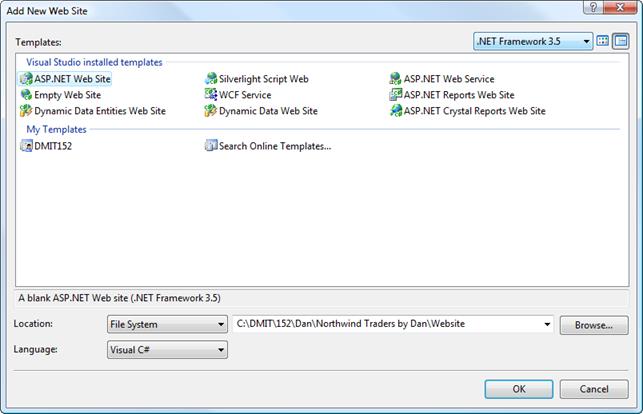 Add New Web Site
Templates:
.NET Framework 3.5
Visual Studio installed templates
ASP.NET Web Site
Silverlight Script Web
ASP.NET Web Service
Empty Web Site
WCF Service
ASP.NET Reports Web Site
Dynamic Data Entities Web Site
Dynamic Data Web Site
ASP.NET Crystal Reports Web Site
My Templates
DMIT152
Search Online Templates...
A blank ASP.NET Web site (.NET Framework 3.5)
Location:
File System
C:\DMIT\152\Dan\Northwind Traders by Dan\Website
Browse...
Language:
Visual C#
OK
Cancel